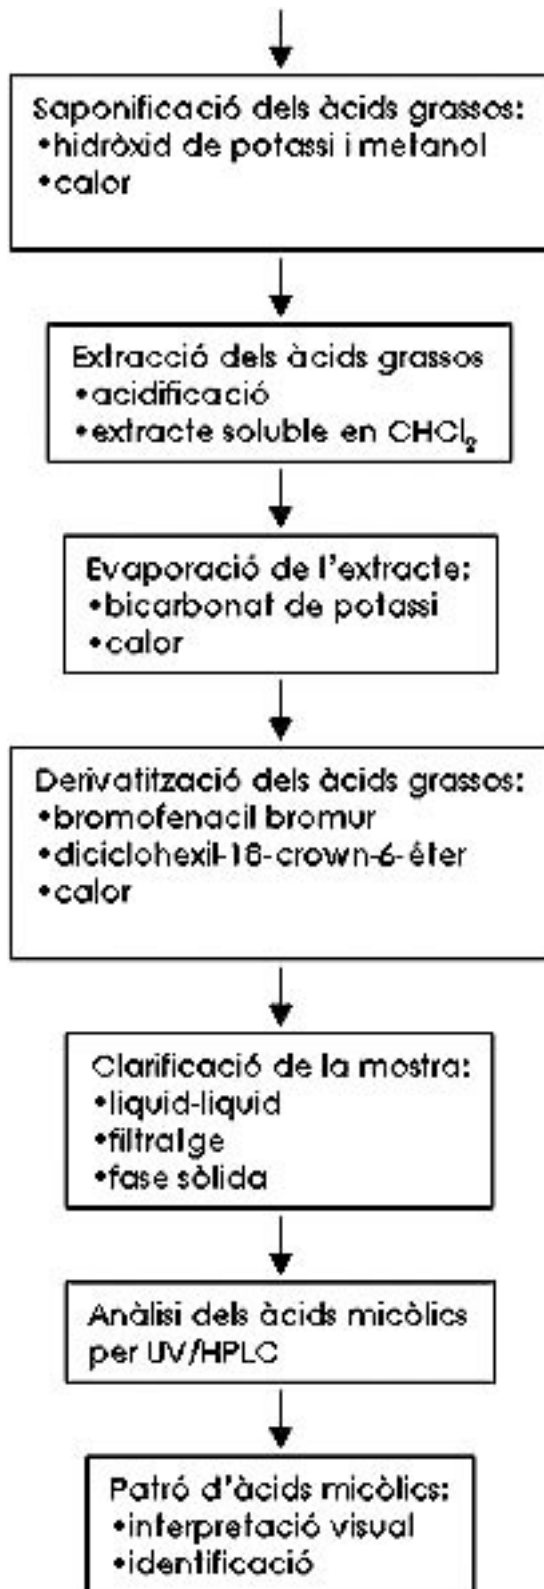 Saponificació dels àcids grassos:
•hidròxid de potassi i metanol
•calor
Extracció dels àcids grassos
•acidificació
•extracte soluble en CHCl₂
Evaporació de l'extracte:
•bicarbonat de potassi
•calor
Derivatització dels àcids grassos:
•bromofenacil bromur
•diciclohexil-18-crown-6-éter
•calor
Clarificació de la mostra:
•liquid-liquid
•filtratge
•fase sòlida
Anàlisi dels àcids micòlics
per UV/HPLC
Patró d'àcids micòlics:
•interpretació visual
•identificació